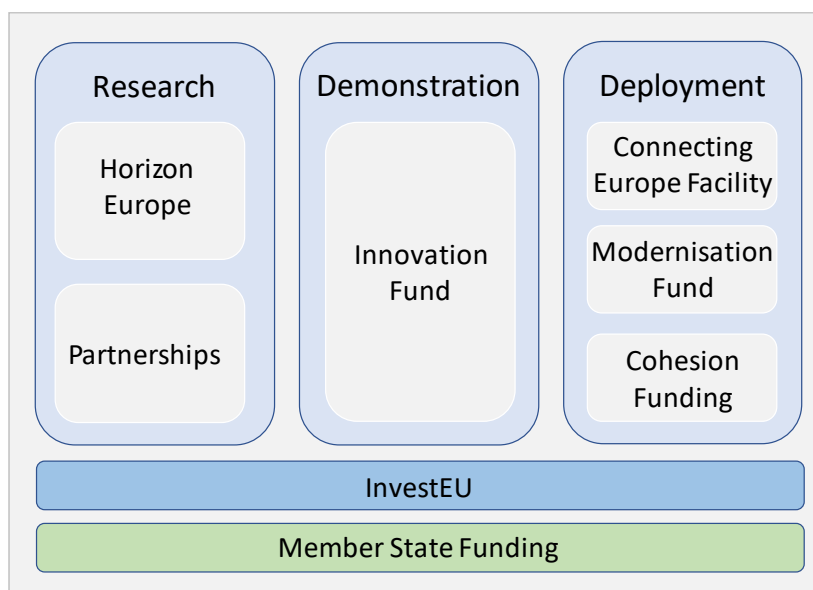 Research
Horizon
Europe
Partnerships
Demonstration
Innovation
Fund
Deployment
Connecting
Europe Facility
Modernisation
Fund
Cohesion
Funding
InvestEU
Member State Funding